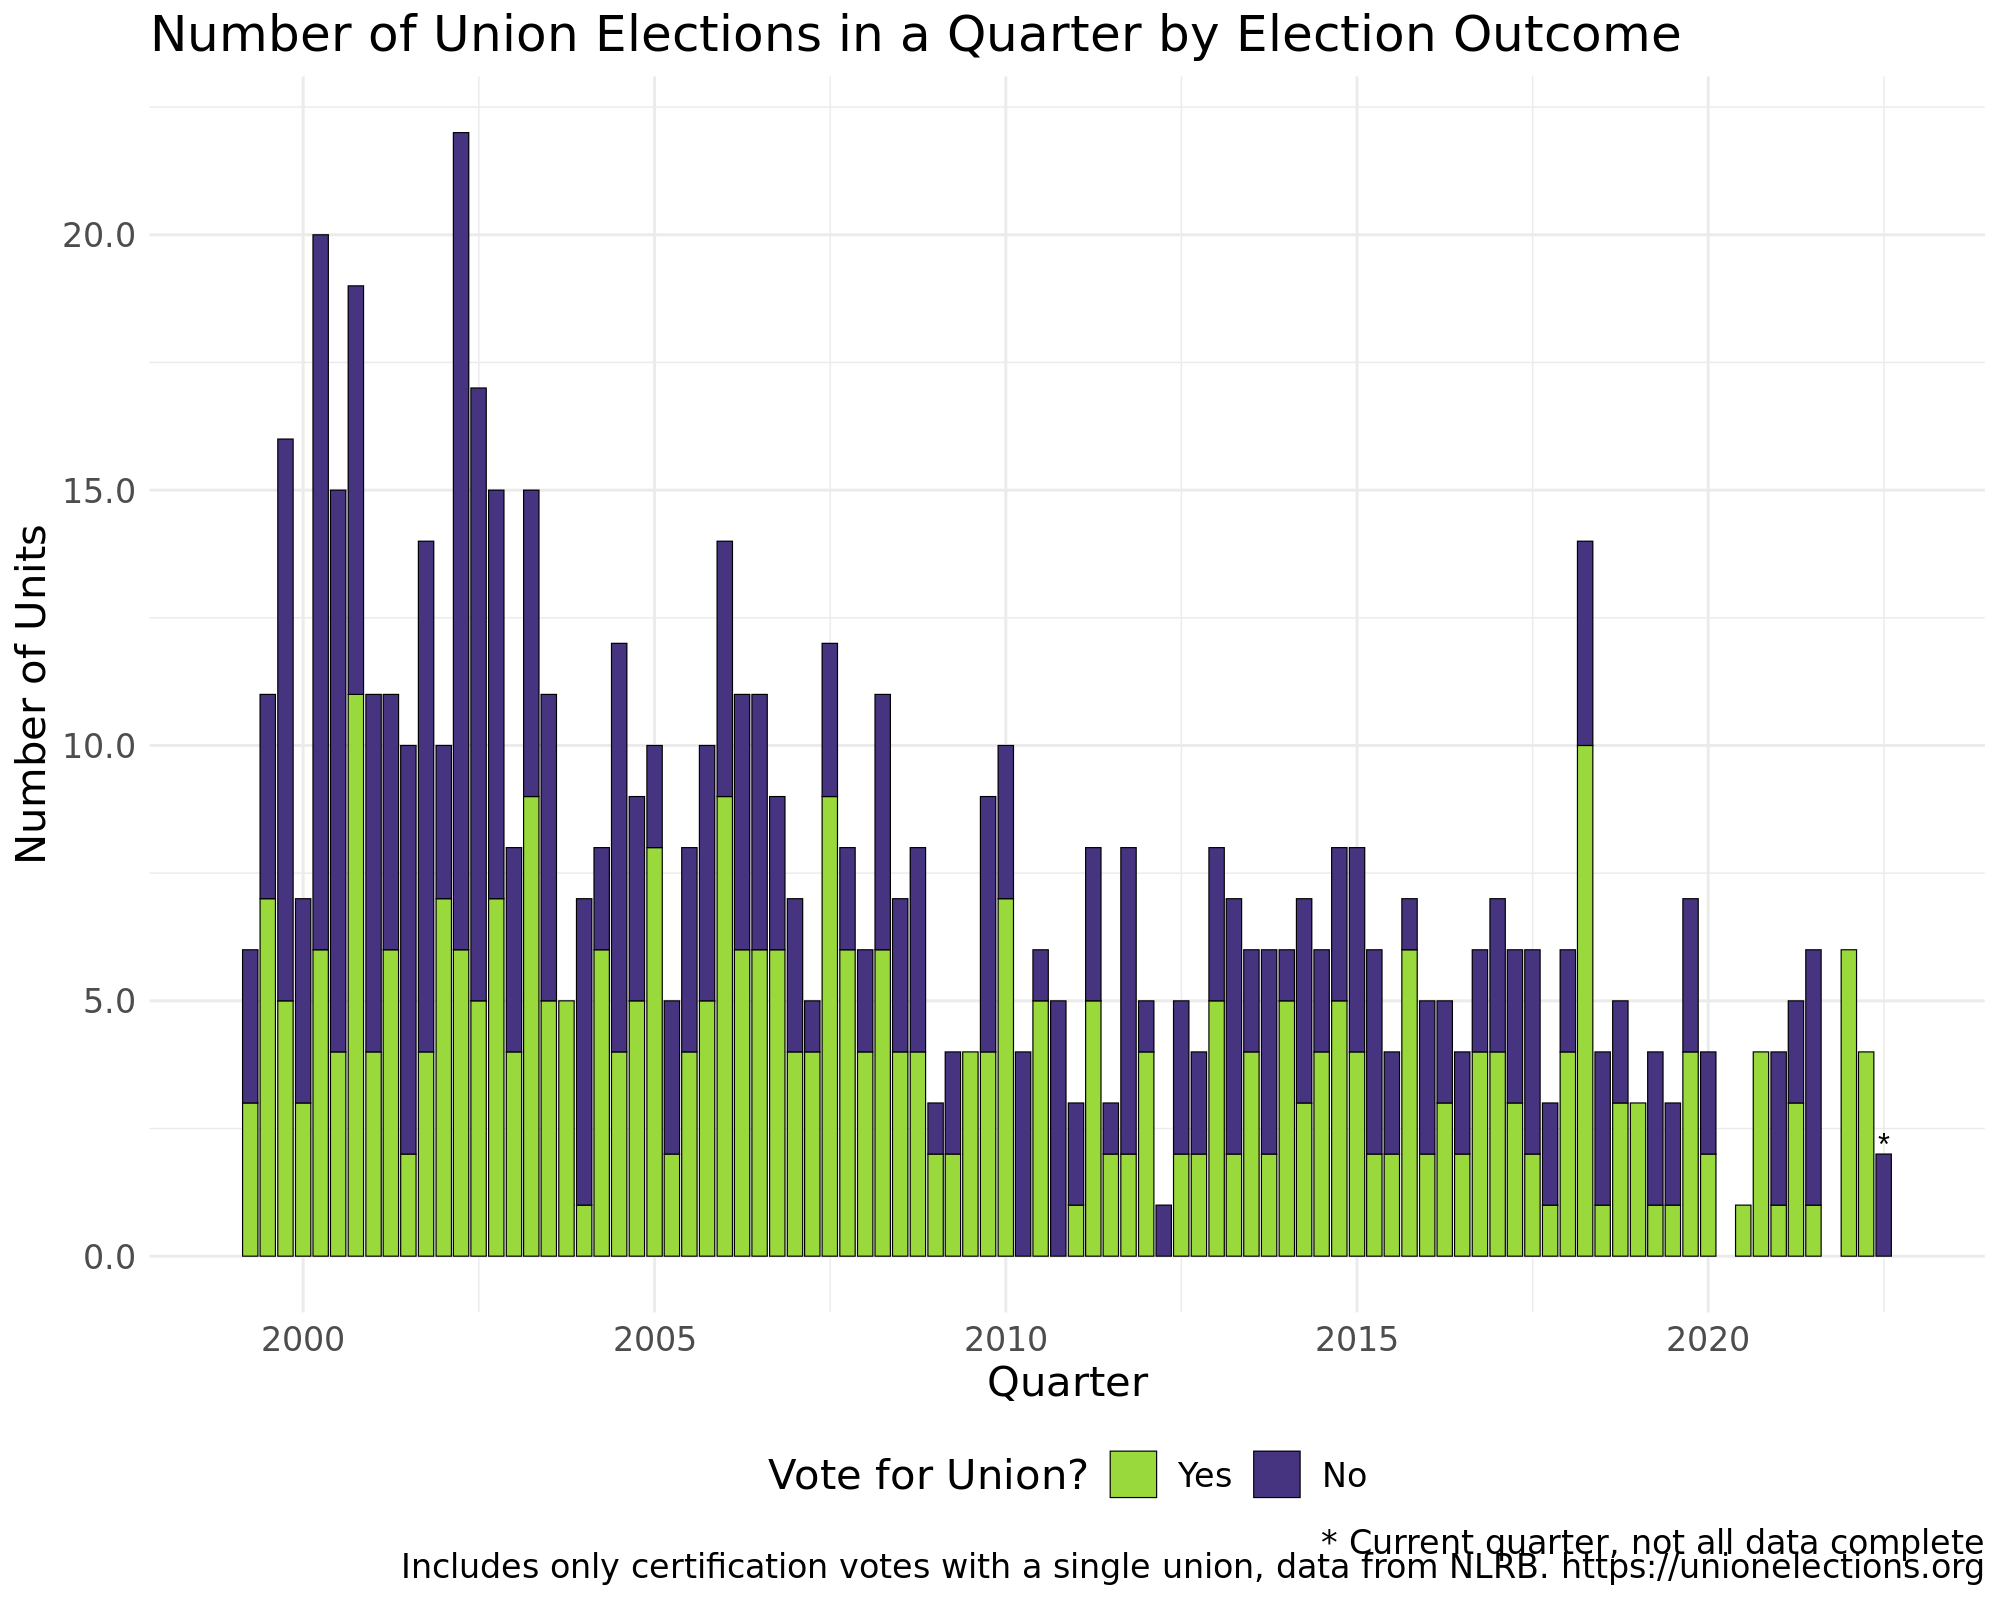 Number of Union Elections in a Quarter by Election Outcome
20.0
15.0
10.0
5.0
0.0
Number of Units
*
2000 2005 2010 2015 2020
Quarter
Vote for Union? Yes No
* Current quarter, not all data complete
Includes only certification votes with a single union, data from NLRB. https://unionelections.org